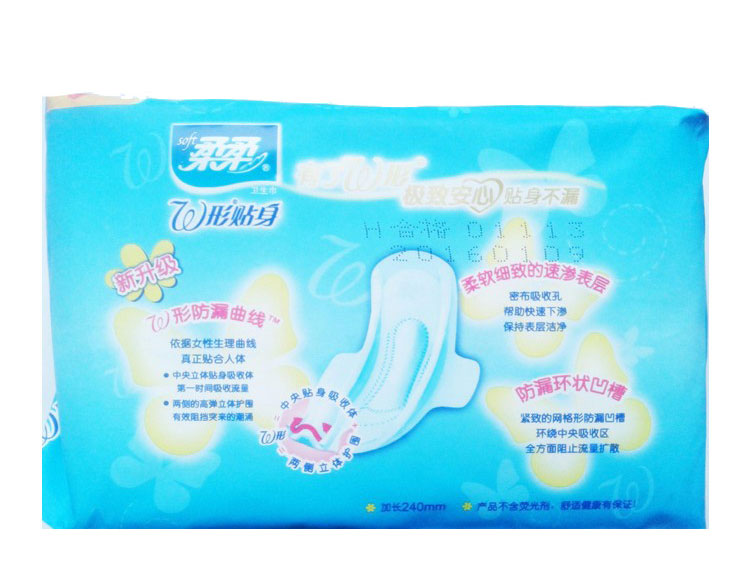 soft
柔柔®
卫生巾
W形贴身
有了W形
极致安心 贴身不漏
H合格 01113
20160109
新升级
W形防漏曲线™
依据女性生理曲线
真正贴合人体
• 中央立体贴身吸收体
第一时间吸收流量
• 两侧的高弹立体护围
有效阻挡突来的潮涌
柔软细致的速渗表层
密布吸收孔
帮助快速下渗
保持表层洁净
防漏环状凹槽
紧致的网格形防漏凹槽
环绕中央吸收区
全方面阻止流量扩散
中央贴身吸收体
W形
两侧立体护围
加长240mm
产品不含荧光剂，舒适健康有保证！